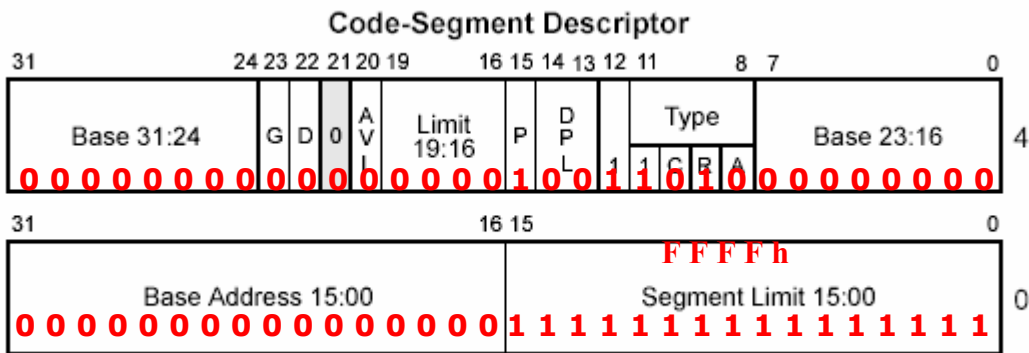 Code-Segment Descriptor
31 24 23 22 21 20 19 16 15 14 13 12 11 8 7 0
Base 31:24 G D 0 AVL Limit 19:16 P DPL Type Base 23:16 4
1 1 C R A
0 0 0 0 0 0 0 0 0 0 0 0 0 0 0 0 1 0 0 1 1 0 1 0 0 0 0 0 0 0 0 0
31 16 15 0
F F F F h
Base Address 15:00 Segment Limit 15:00 0
0 0 0 0 0 0 0 0 0 0 0 0 0 0 0 0 1 1 1 1 1 1 1 1 1 1 1 1 1 1 1 1